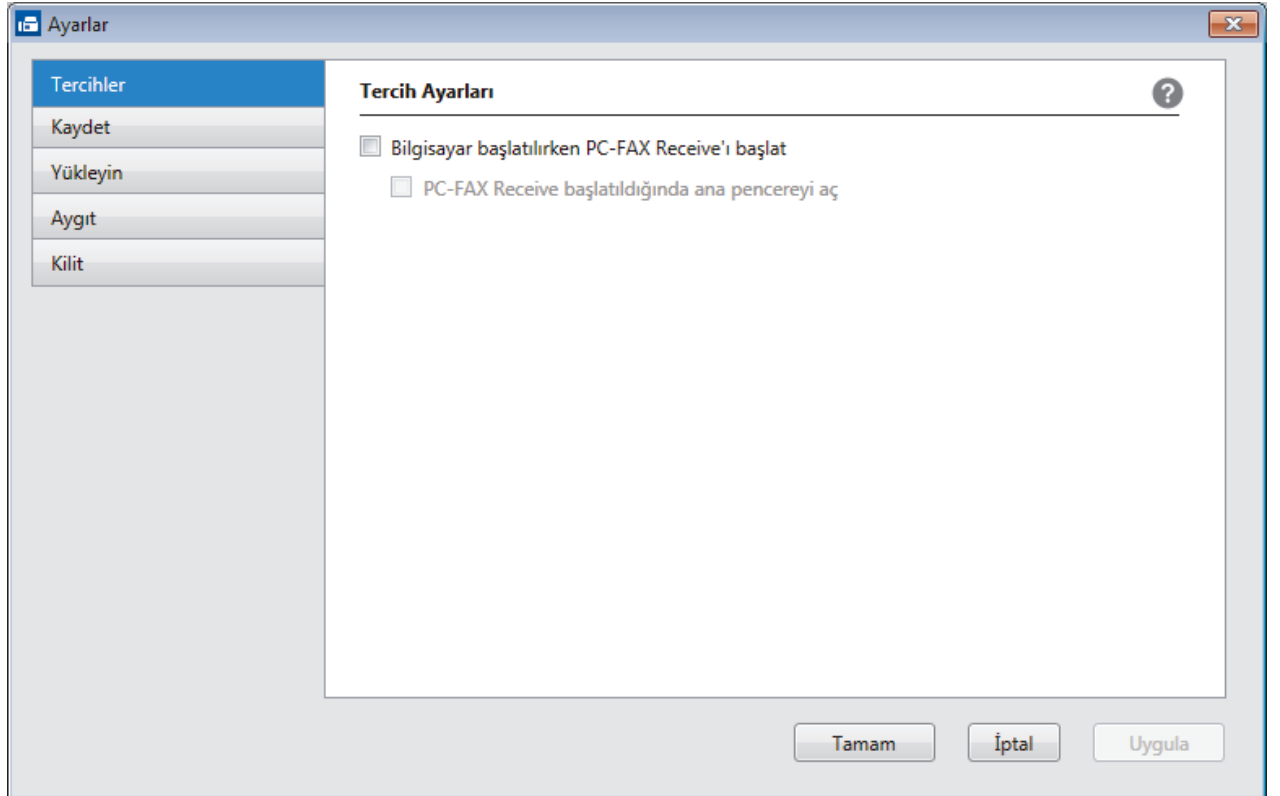 Ayarlar
Tercihler
Kaydet
Yükleyin
Aygıt
Kilit
Tercih Ayarları
?
Bilgisayar başlatılırken PC-FAX Receive'ı başlat
PC-FAX Receive başlatıldığında ana pencereyi aç
Tamam
İptal
Uygula